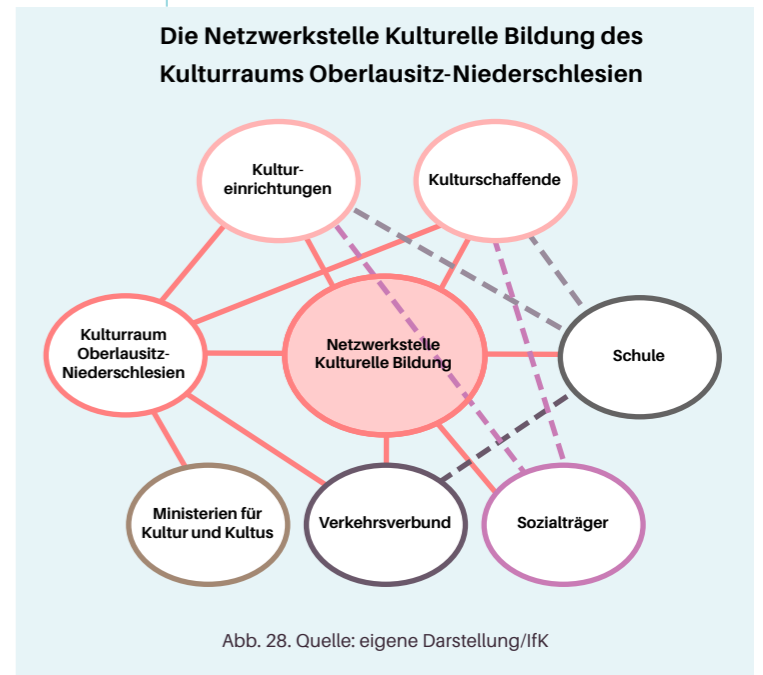 Die Netzwerkstelle Kulturelle Bildung des
Kulturraums Oberlausitz-Niederschlesien
Kultur-
einrichtungen
Kulturschaffende
Kulturraum
Oberlausitz-
Niederschlesien
Netzwerkstelle
Kulturelle Bildung
Schule
Ministerien für
Kultur und Kultus
Verkehrsverbund
Sozialträger
Abb. 28. Quelle: eigene Darstellung/IfK